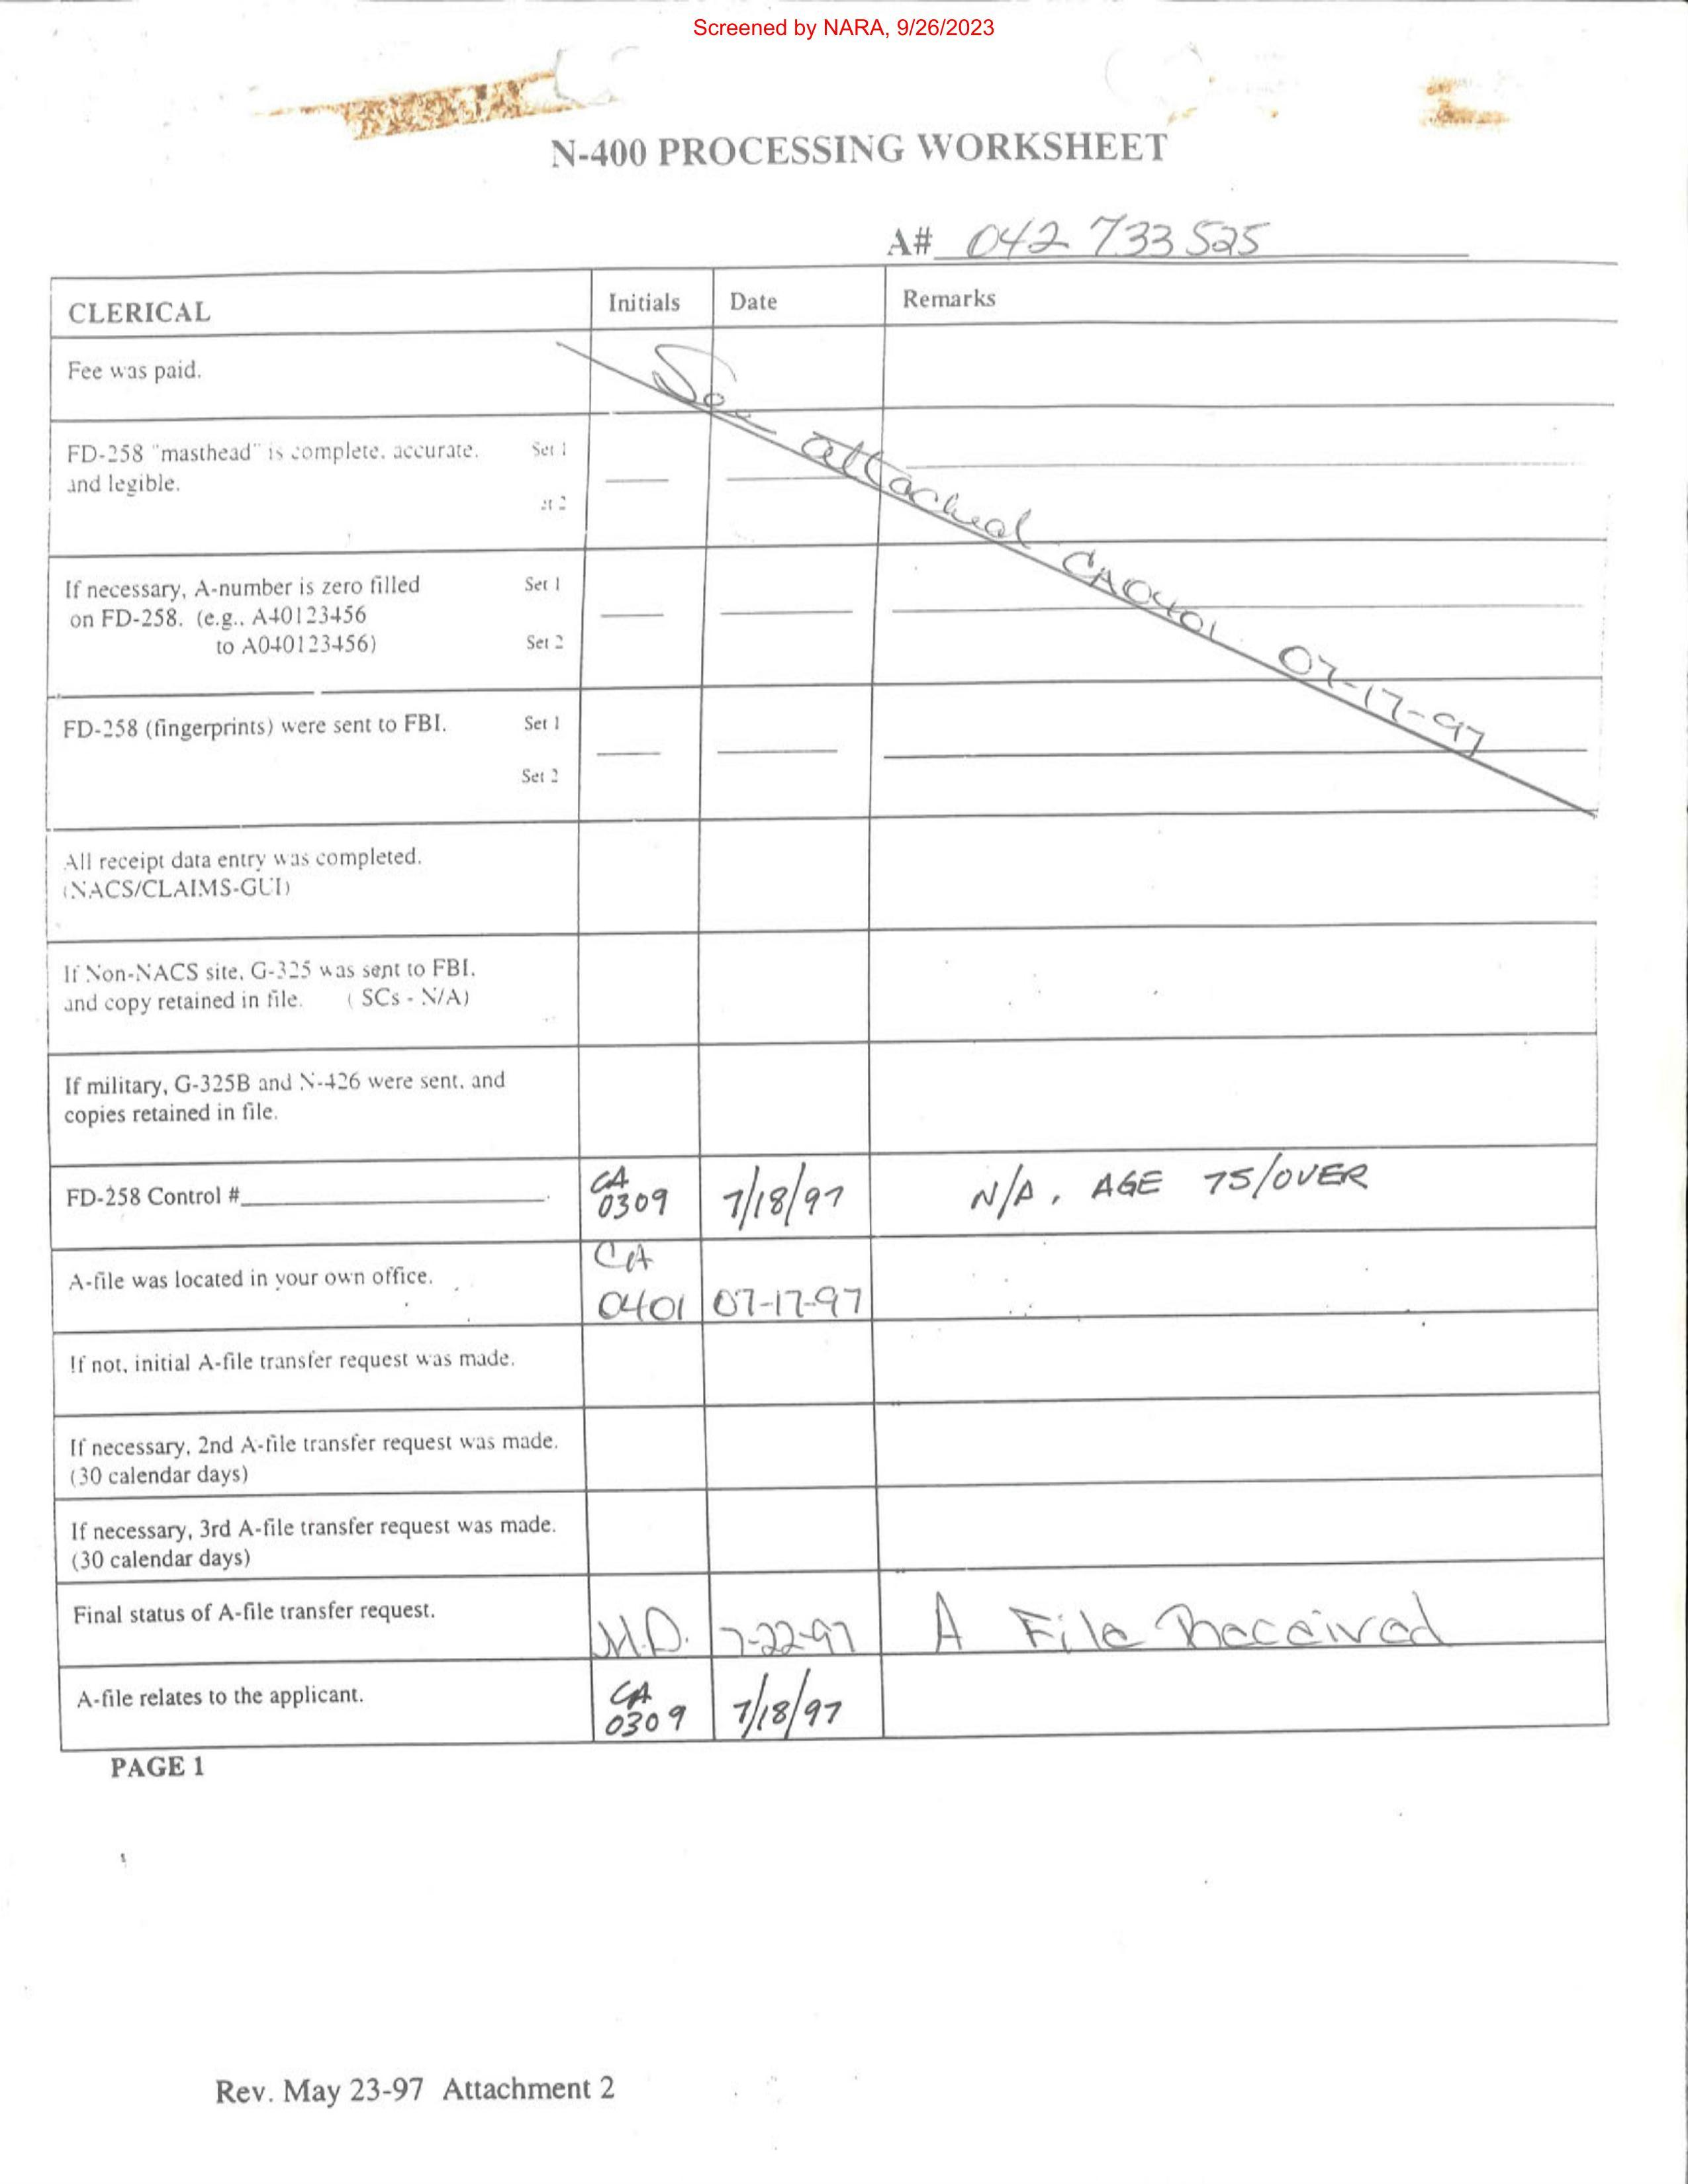 Screened by NARA, 9/26/2023
N-400 PROCESSING WORKSHEET
A# 042 733 525
CLERICAL Initials Date Remarks
Fee was paid.
See attached CA0401 07-17-97
FD-258 "masthead" is complete, accurate, Set 1
and legible.
If necessary, A-number is zero filled Set 1
on FD-258. (e.g., A40123456
to A040123456) Set 2
FD-258 (fingerprints) were sent to FBI. Set 1
Set 2
All receipt data entry was completed.
(NACS/CLAIMS-GUI)
If Non-NACS site, G-325 was sent to FBI,
and copy retained in file. ( SCs - N/A)
If military, G-325B and N-426 were sent, and
copies retained in file.
FD-258 Control # CA 0309 7/18/97 N/A, AGE 75/OVER
A-file was located in your own office. CA 0401 07-17-97
If not, initial A-file transfer request was made.
If necessary, 2nd A-file transfer request was made.
(30 calendar days)
If necessary, 3rd A-file transfer request was made.
(30 calendar days)
Final status of A-file transfer request. M.D. 7-22-97 A File Received
A-file relates to the applicant. CA 0309 7/18/97
PAGE 1
Rev. May 23-97 Attachment 2